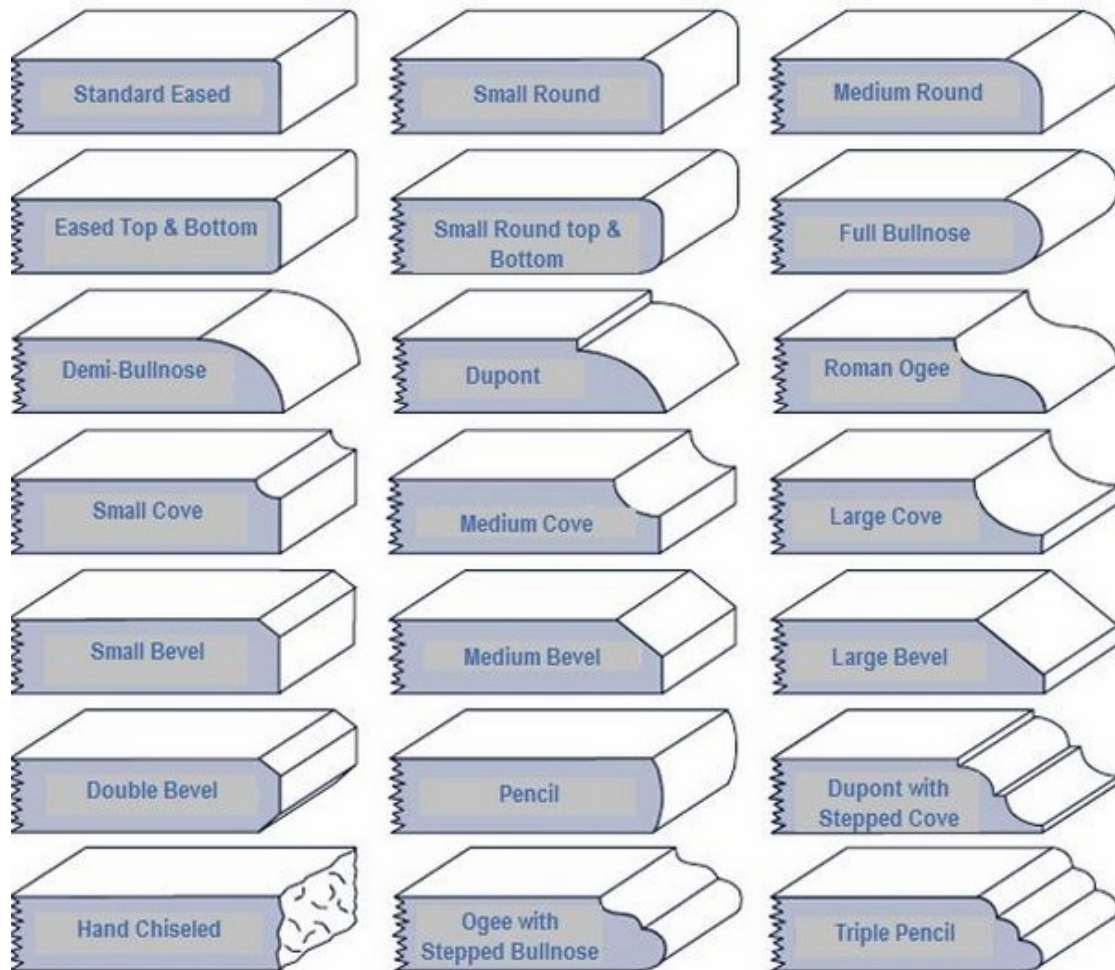 Standard Eased
Small Round
Medium Round
Eased Top & Bottom
Small Round top &
Bottom
Full Bullnose
Demi-Bullnose
Dupont
Roman Ogee
Small Cove
Medium Cove
Large Cove
Small Bevel
Medium Bevel
Large Bevel
Double Bevel
Pencil
Dupont with
Stepped Cove
Hand Chiseled
Ogee with
Stepped Bullnose
Triple Pencil